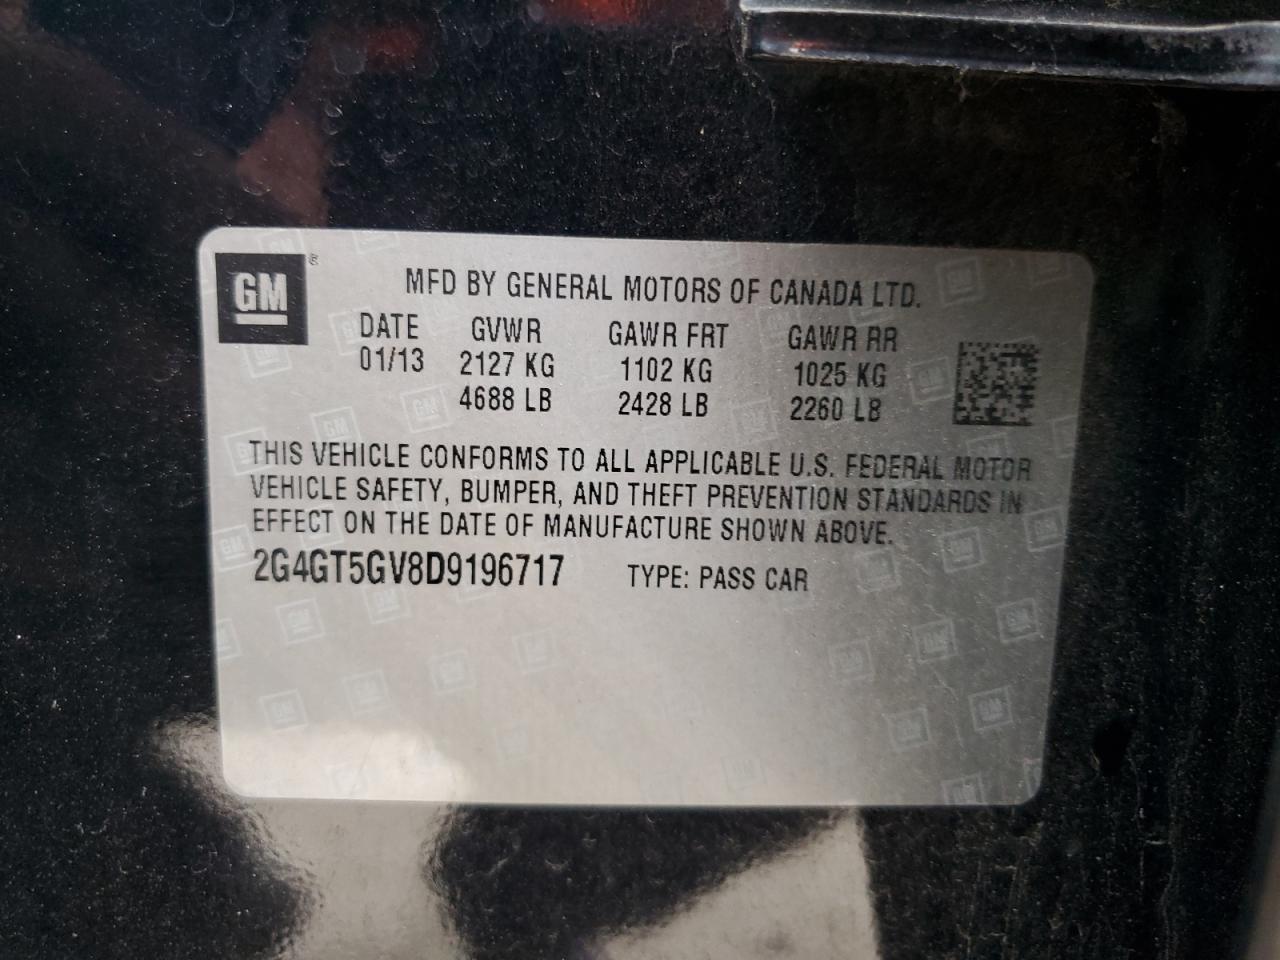 GM®
MFD BY GENERAL MOTORS OF CANADA LTD.
DATE GVWR GAWR FRT GAWR RR
01/13 2127 KG 1102 KG 1025 KG
4688 LB 2428 LB 2260 LB
THIS VEHICLE CONFORMS TO ALL APPLICABLE U.S. FEDERAL MOTOR
VEHICLE SAFETY, BUMPER, AND THEFT PREVENTION STANDARDS IN
EFFECT ON THE DATE OF MANUFACTURE SHOWN ABOVE.
2G4GT5GV8D9196717 TYPE: PASS CAR